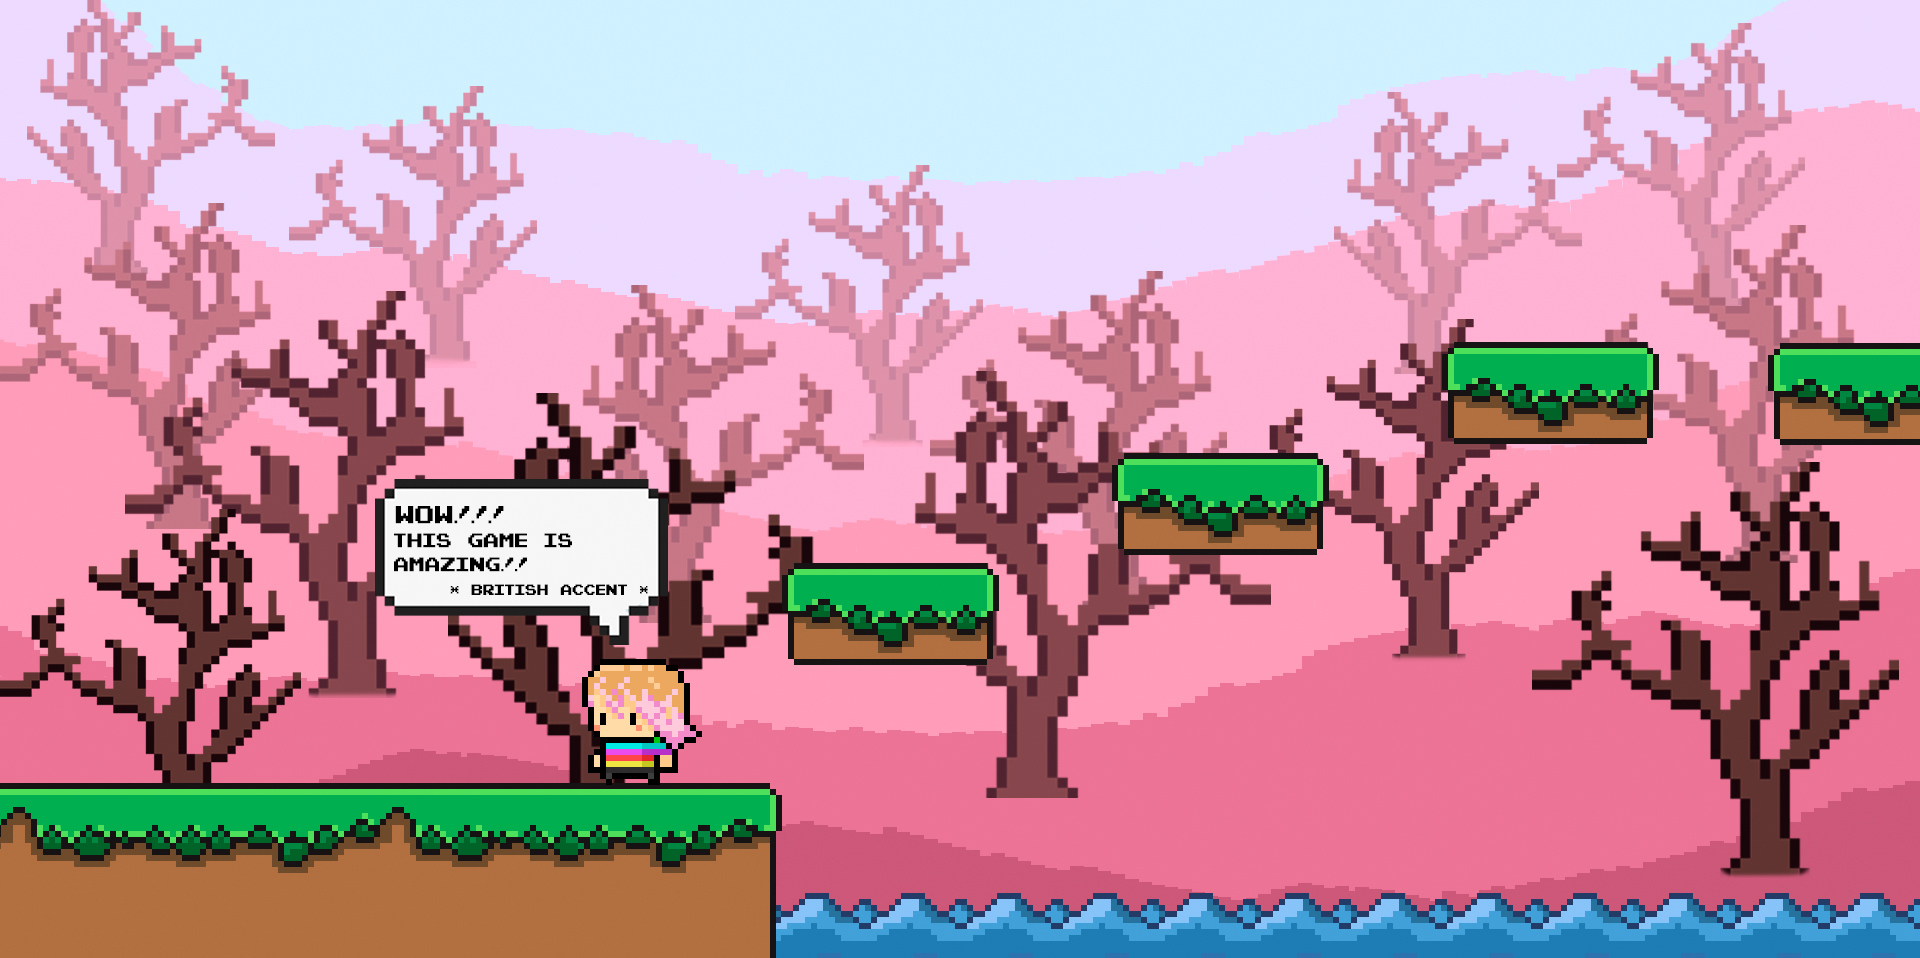 WOW!!!
THIS GAME IS
AMAZING!!
* BRITISH ACCENT *